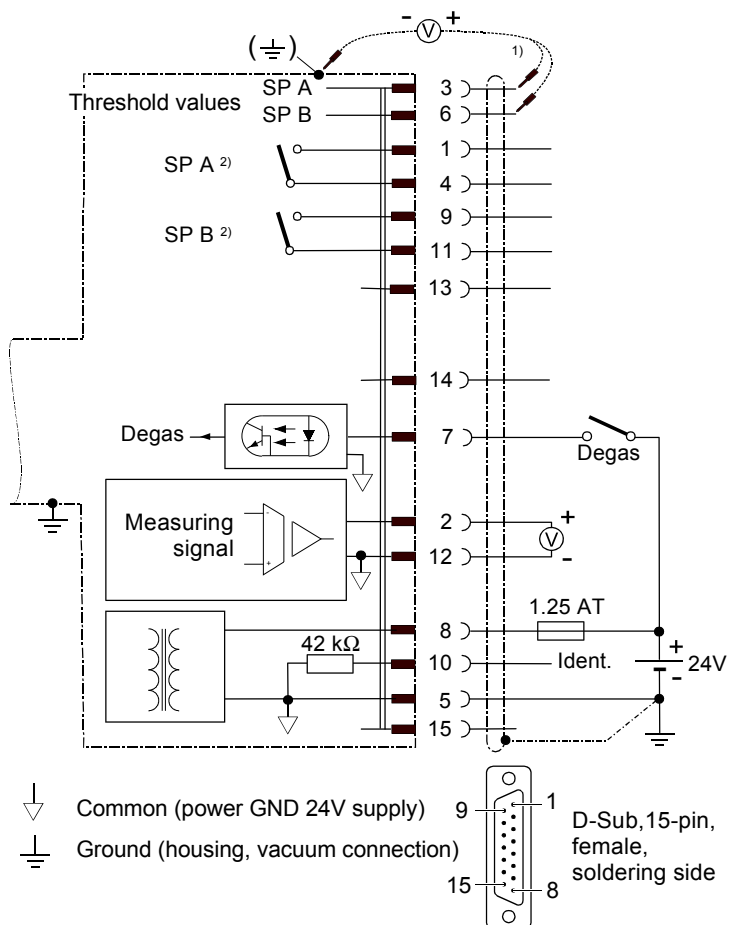 - V +
( ⏚ )
1)
Threshold values
SP A
SP B
3
6
SP A 2)
1
4
SP B 2)
9
11
13
14
Degas
7
Degas
Measuring
signal
-
+
2
12
+
V
-
8
1.25 AT
42 kΩ
10
Ident.
+
24V
-
5
15
Common (power GND 24V supply)
Ground (housing, vacuum connection)
9
1
15
8
D-Sub,15-pin,
female,
soldering side